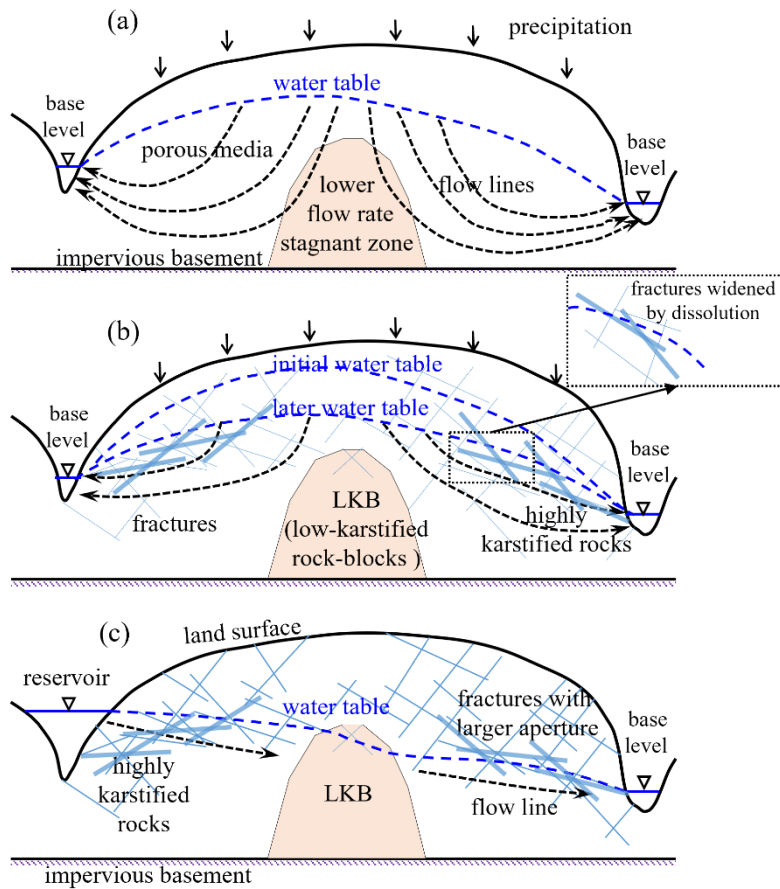 (a)
precipitation
water table
base
level
porous media
base
level
flow lines
lower
flow rate
stagnant zone
impervious basement
fractures widened
by dissolution
(b)
initial water table
later water table
base
level
base
level
fractures
LKB
(low-karstified
rock-blocks )
highly
karstified rocks
(c)
land surface
reservoir
water table
fractures with
larger aperture
base
level
highly
karstified
rocks
LKB
flow line
impervious basement